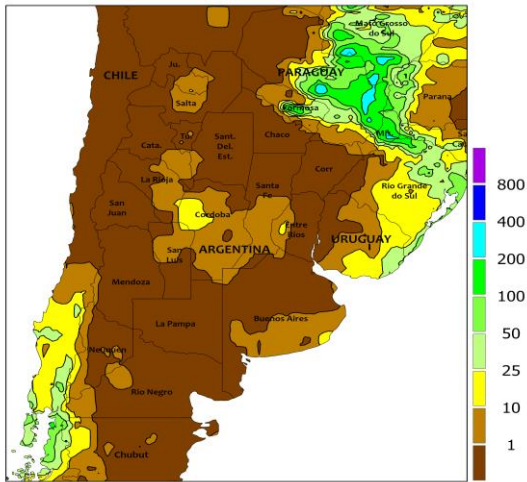 Mato Grosso
do Sul
Ju.
CHILE
PARAGUAY
Salta
Formosa
Parana
Tu.
Chaco
MN.
Cata.
Sant.
Del.
Est.
Corr
La Rioja
Santa
Fe
Rio Grande
do Sul
San
Juan
Cordoba
Entre
Rios
URUGUAY
San
Luis
ARGENTINA
Mendoza
La Pampa
Buenos Aires
Neuquen
Rio Negro
Chubut
800
400
200
100
50
25
10
1